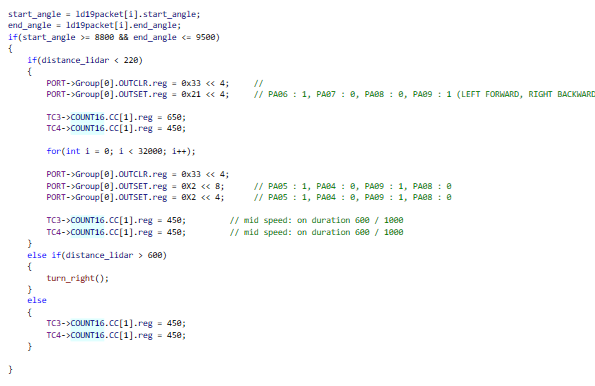 start_angle = ld19packet[i].start_angle;
end_angle = ld19packet[i].end_angle;
if(start_angle >= 8800 && end_angle <= 9500)
{
if(distance_lidar < 220)
{
PORT->Group[0].OUTCLR.reg = 0x33 << 4; //
PORT->Group[0].OUTSET.reg = 0x21 << 4; // PA06 : 1, PA07 : 0, PA08 : 0, PA09 : 1 (LEFT FORWARD, RIGHT BACKWARD
TC3->COUNT16.CC[1].reg = 650;
TC4->COUNT16.CC[1].reg = 450;
for(int i = 0; i < 32000; i++);
PORT->Group[0].OUTCLR.reg = 0x33 << 4;
PORT->Group[0].OUTSET.reg = 0X2 << 8; // PA05 : 1, PA04 : 0, PA09 : 1, PA08 : 0
PORT->Group[0].OUTSET.reg = 0X2 << 4; // PA05 : 1, PA04 : 0, PA09 : 1, PA08 : 0
TC3->COUNT16.CC[1].reg = 450; // mid speed: on duration 600 / 1000
TC4->COUNT16.CC[1].reg = 450; // mid speed: on duration 600 / 1000
}
else if(distance_lidar > 600)
{
turn_right();
}
else
{
TC3->COUNT16.CC[1].reg = 450;
TC4->COUNT16.CC[1].reg = 450;
}
}